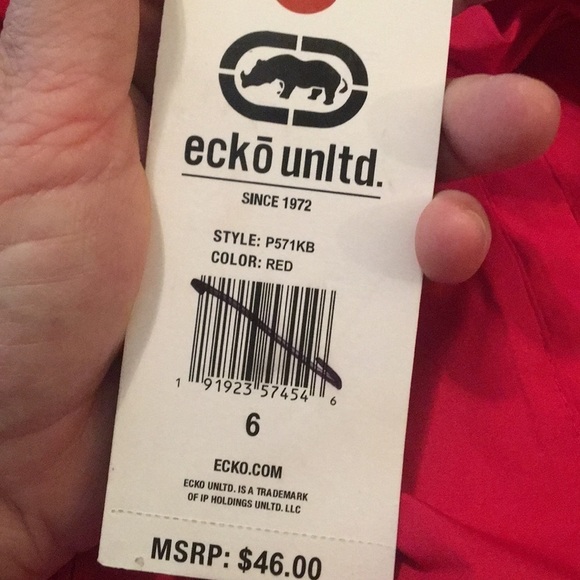 eckō unltd.
SINCE 1972
STYLE: P571KB
COLOR: RED
1 91923 57454 6
6
ECKO.COM
ECKO UNLTD. IS A TRADEMARK
OF IP HOLDINGS UNLTD. LLC
MSRP: $46.00